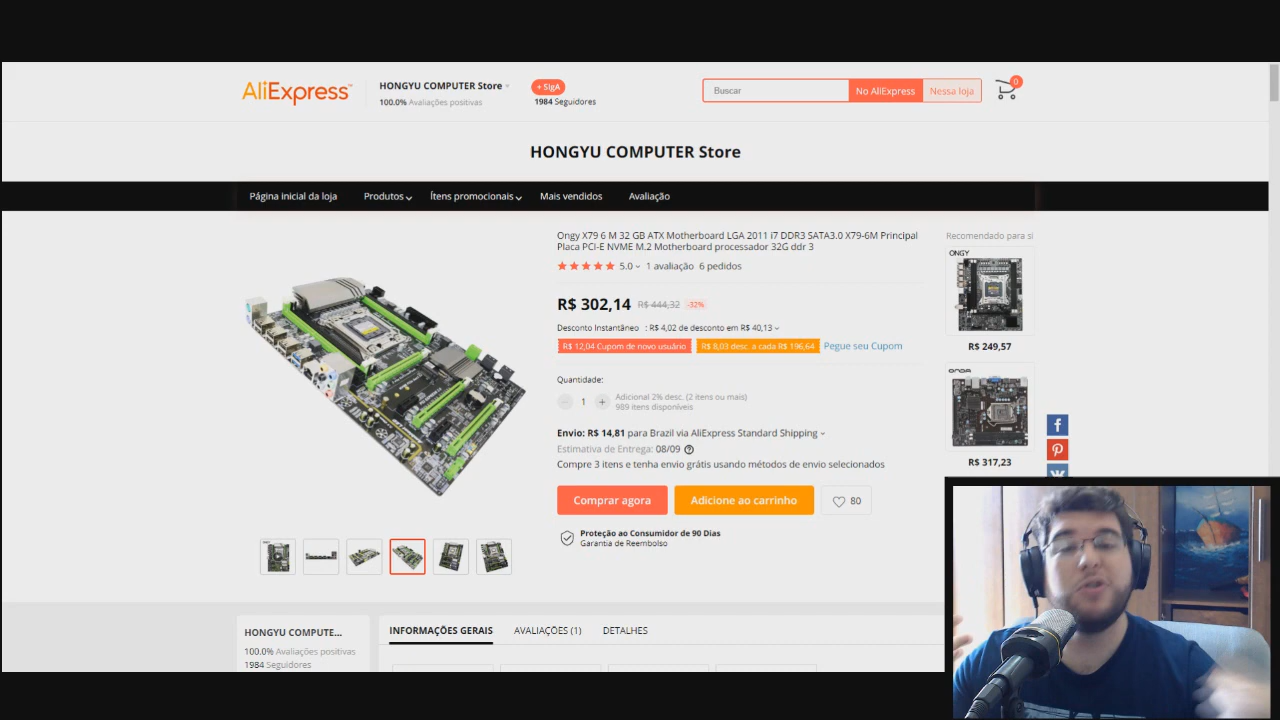 AliExpress
HONGYU COMPUTER Store
100.0% Avaliações positivas
+ SigA
1984 Seguidores
Buscar
No AliExpress
Nessa loja
0
HONGYU COMPUTER Store
Página inicial da loja
Produtos
Ítens promocionais
Mais vendidos
Avaliação
Ongy X79 6 M 32 GB ATX Motherboard LGA 2011 i7 DDR3 SATA3.0 X79-6M Principal
Placa PCI-E NVME M.2 Motherboard processador 32G ddr 3
5.0
1 avaliação
6 pedidos
R$ 302,14
R$ 444,32
-32%
Desconto Instantâneo : R$ 4,02 de desconto em R$ 40,13
R$ 12,04 Cupom de novo usuário
R$ 8,03 desc. a cada R$ 196,64
Pegue seu Cupom
Quantidade:
1
Adicional 2% desc. (2 itens ou mais)
989 itens disponíveis
Envio: R$ 14,81 para Brazil via AliExpress Standard Shipping
Estimativa de Entrega: 08/09
Compre 3 itens e tenha envio grátis usando métodos de envio selecionados
Comprar agora
Adicione ao carrinho
80
Proteção ao Consumidor de 90 Dias
Garantia de Reembolso
Recomendado para si
ONGY
R$ 249,57
ONDA
R$ 317,23
HONGYU COMPUTE...
100.0% Avaliações positivas
1984 Seguidores
INFORMAÇÕES GERAIS
AVALIAÇÕES (1)
DETALHES